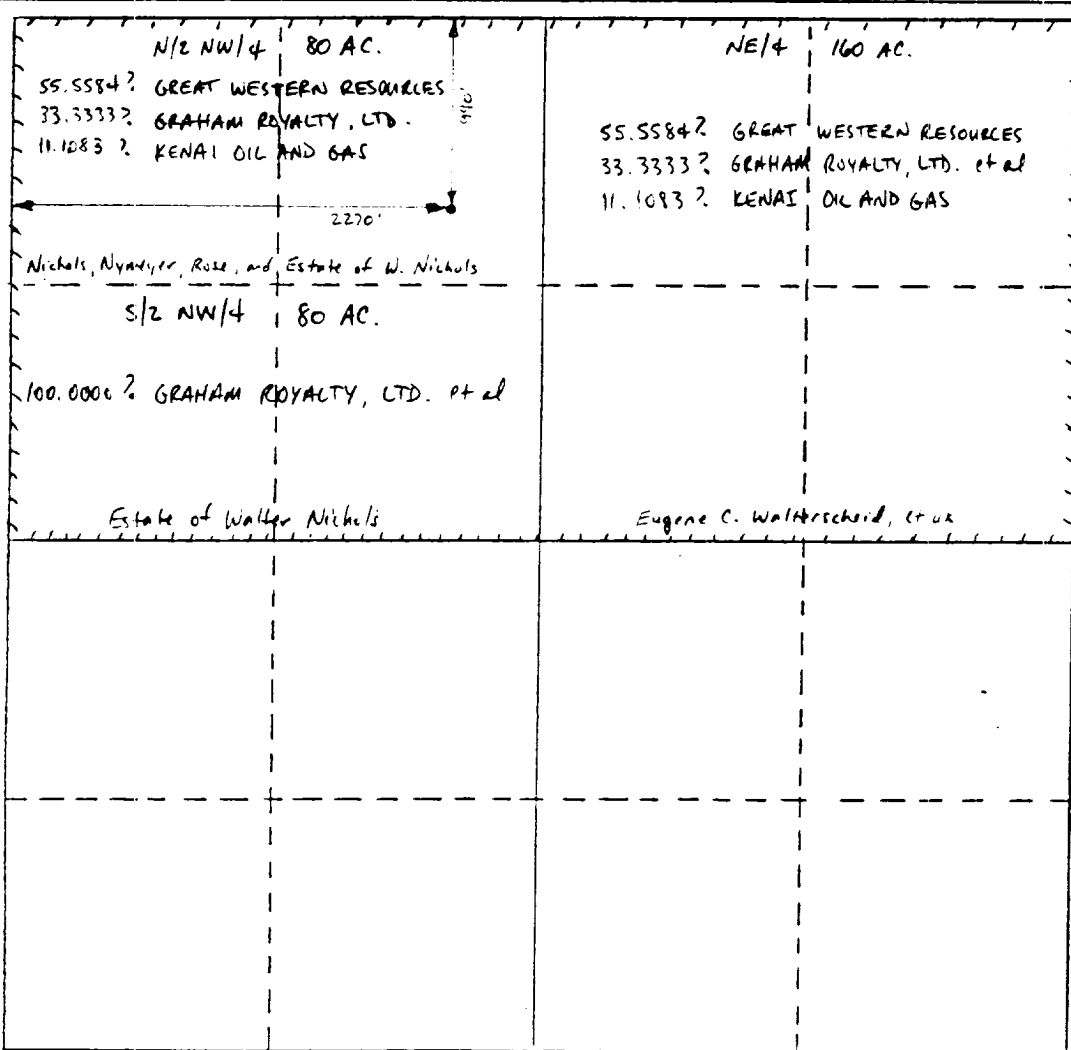 N/2 NW/4 80 AC.
55.5584% GREAT WESTERN RESOURCES
33.3333% GRAHAM ROYALTY, LTD.
11.1083% KENAI OIL AND GAS
990'
2270'
Nichols, Nymeyer, Rose, and Estate of W. Nichols
S/2 NW/4 80 AC.
100.0000% GRAHAM ROYALTY, LTD. et al
Estate of Walter Nichols
NE/4 160 AC.
55.5584% GREAT WESTERN RESOURCES
33.3333% GRAHAM ROYALTY, LTD. et al
11.1083% KENAI OIL AND GAS
Eugene C. Walterscheid, et ux